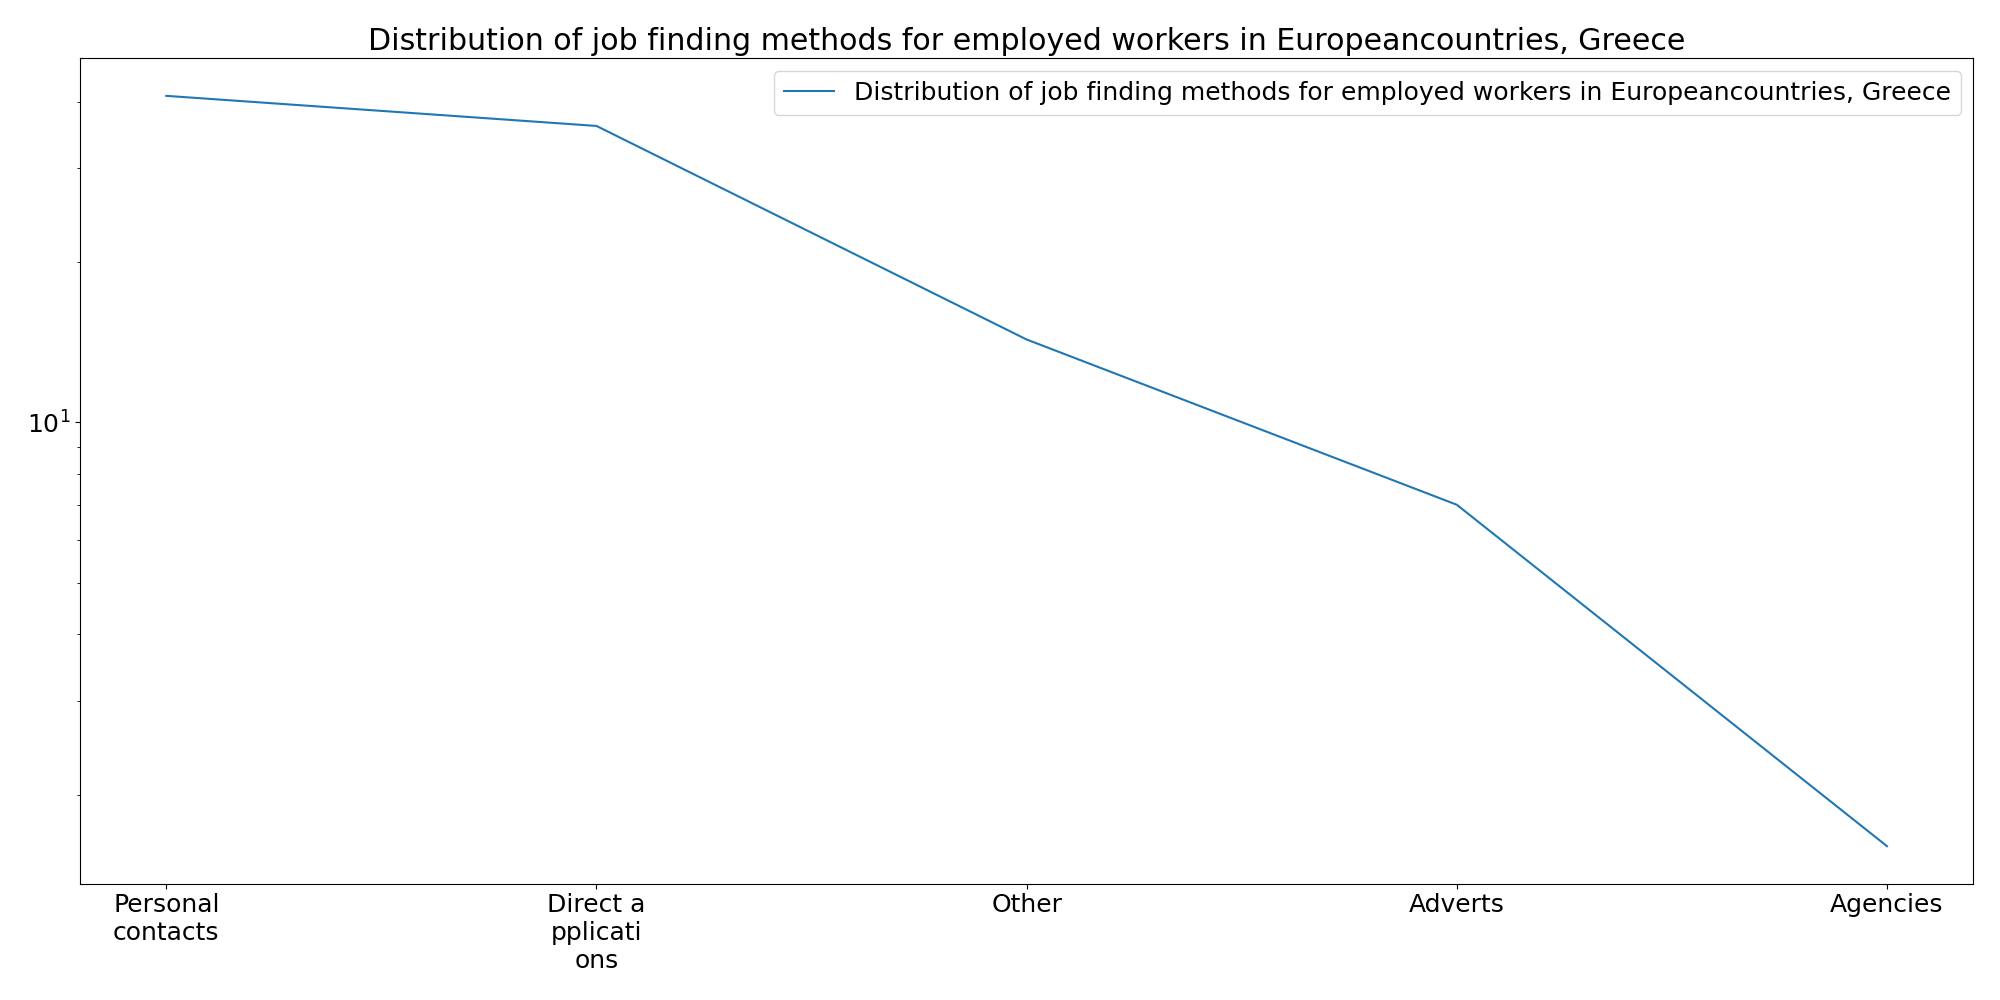 Distribution of job finding methods for employed workers in Europeancountries, Greece
Distribution of job finding methods for employed workers in Europeancountries, Greece
10¹
Personal
contacts
Direct a
pplicati
ons
Other
Adverts
Agencies